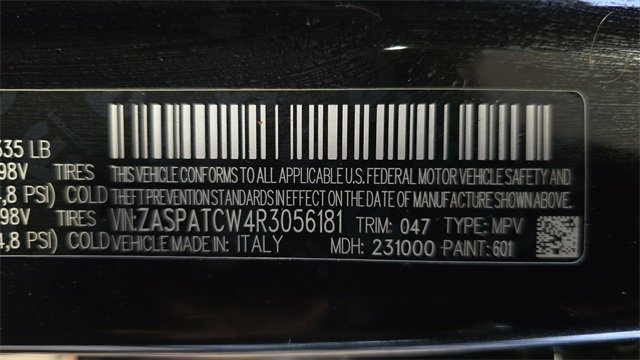 535 LB
98V TIRES THIS VEHICLE CONFORMS TO ALL APPLICABLE U.S. FEDERAL MOTOR VEHICLE SAFETY AND
4,8 PSI) COLD THEFT PREVENTION STANDARDS IN EFFECT ON THE DATE OF MANUFACTURE SHOWN ABOVE.
98V TIRES VIN: ZASPATCW4R3056181 TRIM: 047 TYPE: MPV
4,8 PSI) COLD VEHICLE MADE IN: ITALY MDH: 231000 PAINT: 601